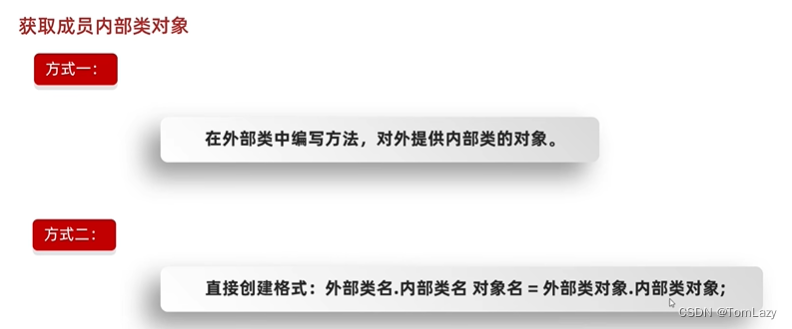 获取成员内部类对象
方式一：
在外部类中编写方法，对外提供内部类的对象。
方式二：
直接创建格式：外部类名.内部类名 对象名 = 外部类对象.内部类对象;
CSDN @TomLazy